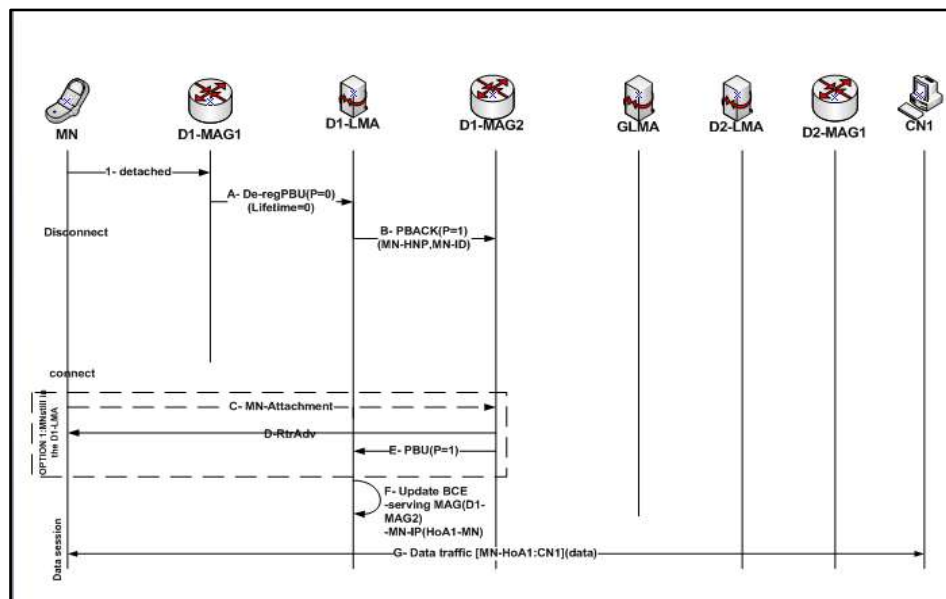 MN
D1-MAG1
D1-LMA
D1-MAG2
GLMA
D2-LMA
D2-MAG1
CN1
1- detached
A- De-regPBU(P=0)
(Lifetime=0)
Disconnect
B- PBACK(P=1)
(MN-HNP,MN-ID)
connect
OPTION 1:MNstill in
the D1-LMA
C- MN-Attachment
D-RtrAdv
E- PBU(P=1)
F- Update BCE
-serving MAG(D1-
MAG2)
-MN-IP(HoA1-MN)
Data session
G- Data traffic [MN-HoA1:CN1](data)